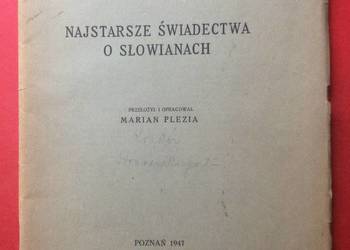 NAJSTARSZE ŚWIADECTWA
O SŁOWIANACH
PRZEŁOŻYŁ I OPRACOWAŁ
MARIAN PLEZIA
POZNAŃ 1947